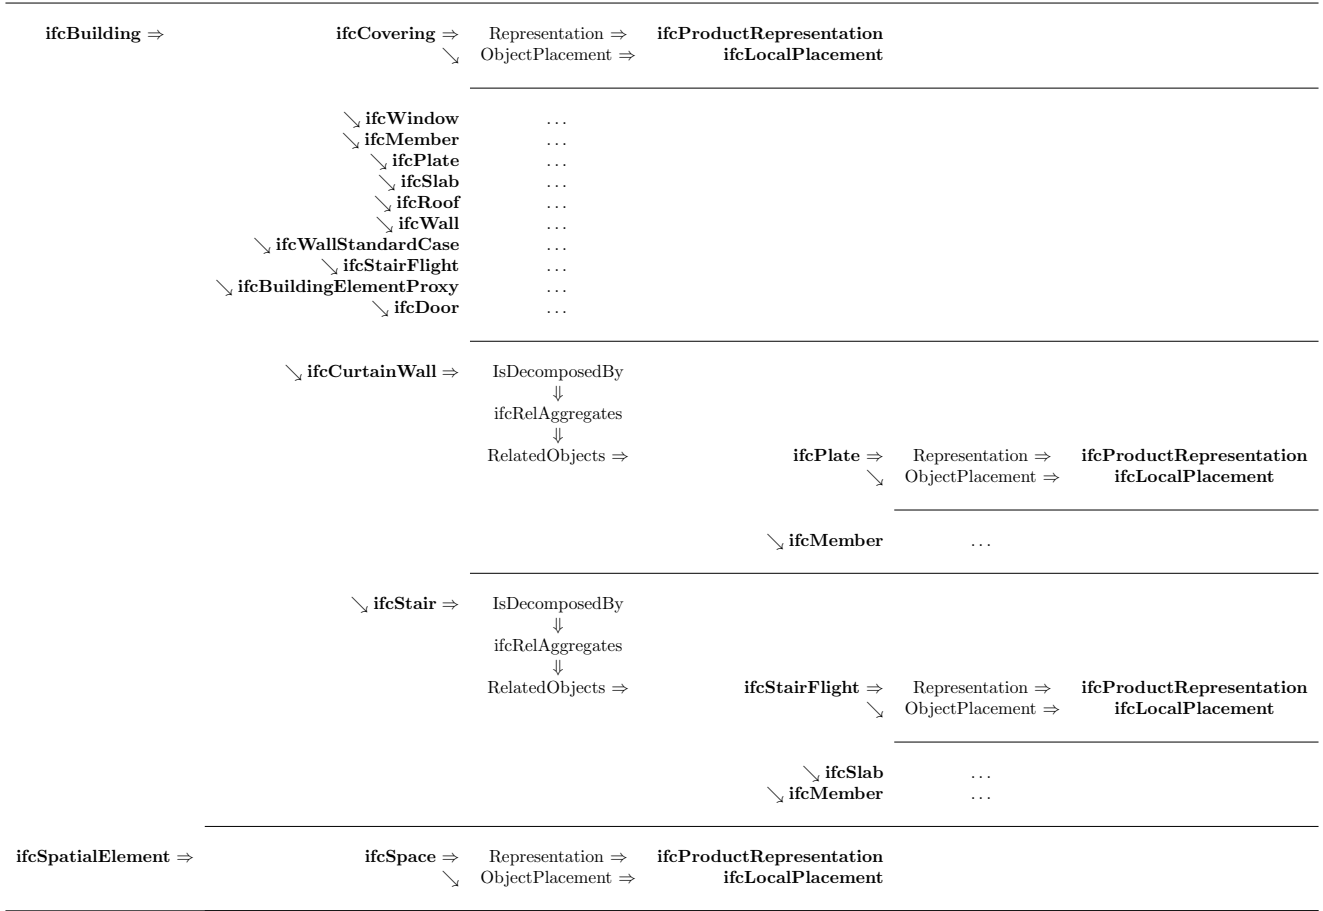 ifcBuilding ⇒ ifcCovering ⇒ Representation ⇒ ifcProductRepresentation
↘ ObjectPlacement ⇒ ifcLocalPlacement
↘ ifcWindow ...
↘ ifcMember ...
↘ ifcPlate ...
↘ ifcSlab ...
↘ ifcRoof ...
↘ ifcWall ...
↘ ifcWallStandardCase ...
↘ ifcStairFlight ...
↘ ifcBuildingElementProxy ...
↘ ifcDoor ...
↘ ifcCurtainWall ⇒ IsDecomposedBy
⇓
ifcRelAggregates
⇓
RelatedObjects ⇒ ifcPlate ⇒ Representation ⇒ ifcProductRepresentation
↘ ObjectPlacement ⇒ ifcLocalPlacement
↘ ifcMember ...
↘ ifcStair ⇒ IsDecomposedBy
⇓
ifcRelAggregates
⇓
RelatedObjects ⇒ ifcStairFlight ⇒ Representation ⇒ ifcProductRepresentation
↘ ObjectPlacement ⇒ ifcLocalPlacement
↘ ifcSlab ...
↘ ifcMember ...
ifcSpatialElement ⇒ ifcSpace ⇒ Representation ⇒ ifcProductRepresentation
↘ ObjectPlacement ⇒ ifcLocalPlacement